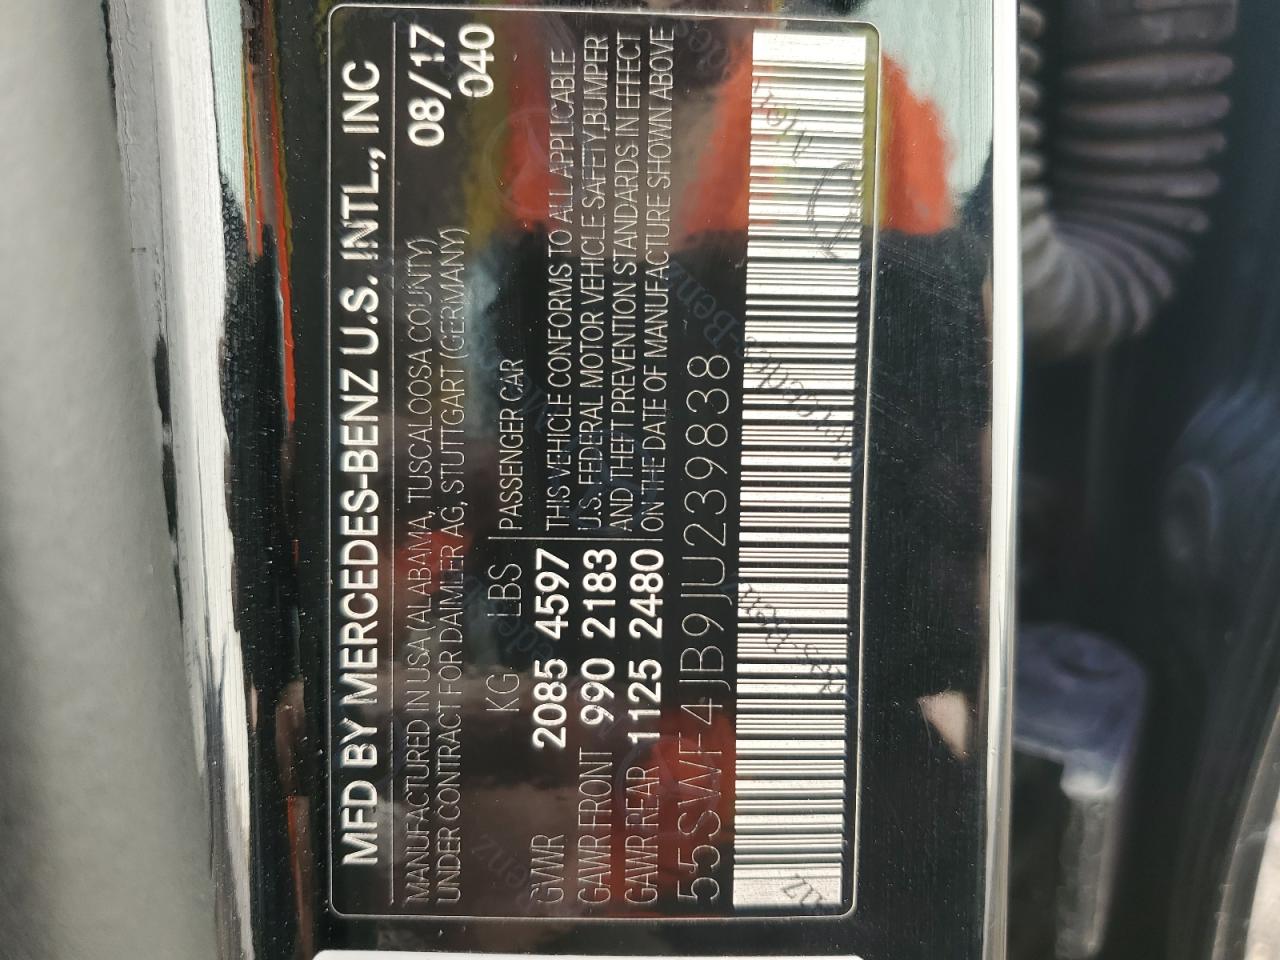 MFD BY MERCEDES-BENZ U.S. INTL., INC
MANUFACTURED IN USA (ALABAMA, TUSCALOOSA COUNTY) 08/17
UNDER CONTRACT FOR DAIMLER AG, STUTTGART (GERMANY) 040
KG LBS PASSENGER CAR
GVWR 2085 4597 THIS VEHICLE CONFORMS TO ALL APPLICABLE
GAWR FRONT 990 2183 U.S. FEDERAL MOTOR VEHICLE SAFETY,BUMPER
AND THEFT PREVENTION STANDARDS IN EFFECT
GAWR REAR 1125 2480 ON THE DATE OF MANUFACTURE SHOWN ABOVE
55SWF4JB9JU239838